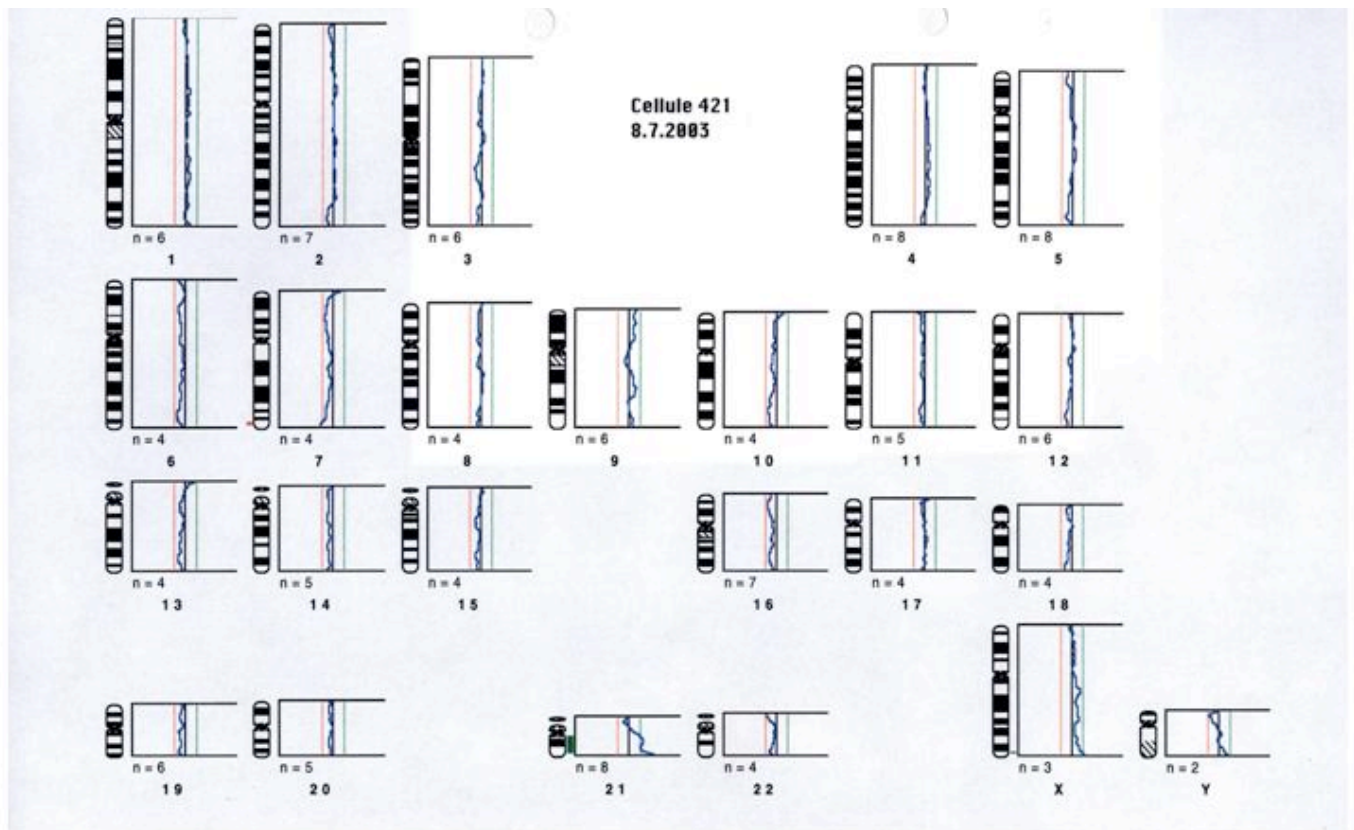 Cellule 421
8.7.2003
n = 6
n = 7
n = 6
n = 8
n = 8
1
2
3
4
5
n = 4
n = 4
n = 4
n = 6
n = 4
n = 5
n = 6
6
7
8
9
10
11
12
n = 4
n = 5
n = 4
n = 7
n = 4
n = 4
13
14
15
16
17
18
n = 6
n = 5
n = 8
n = 4
n = 3
n = 2
19
20
21
22
X
Y